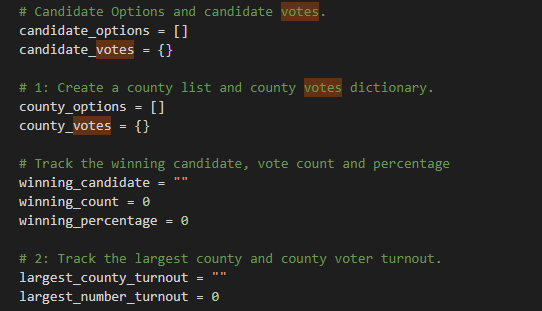 # Candidate Options and candidate votes.
candidate_options = []
candidate_votes = {}
# 1: Create a county list and county votes dictionary.
county_options = []
county_votes = {}
# Track the winning candidate, vote count and percentage
winning_candidate = ""
winning_count = 0
winning_percentage = 0
# 2: Track the largest county and county voter turnout.
largest_county_turnout = ""
largest_number_turnout = 0